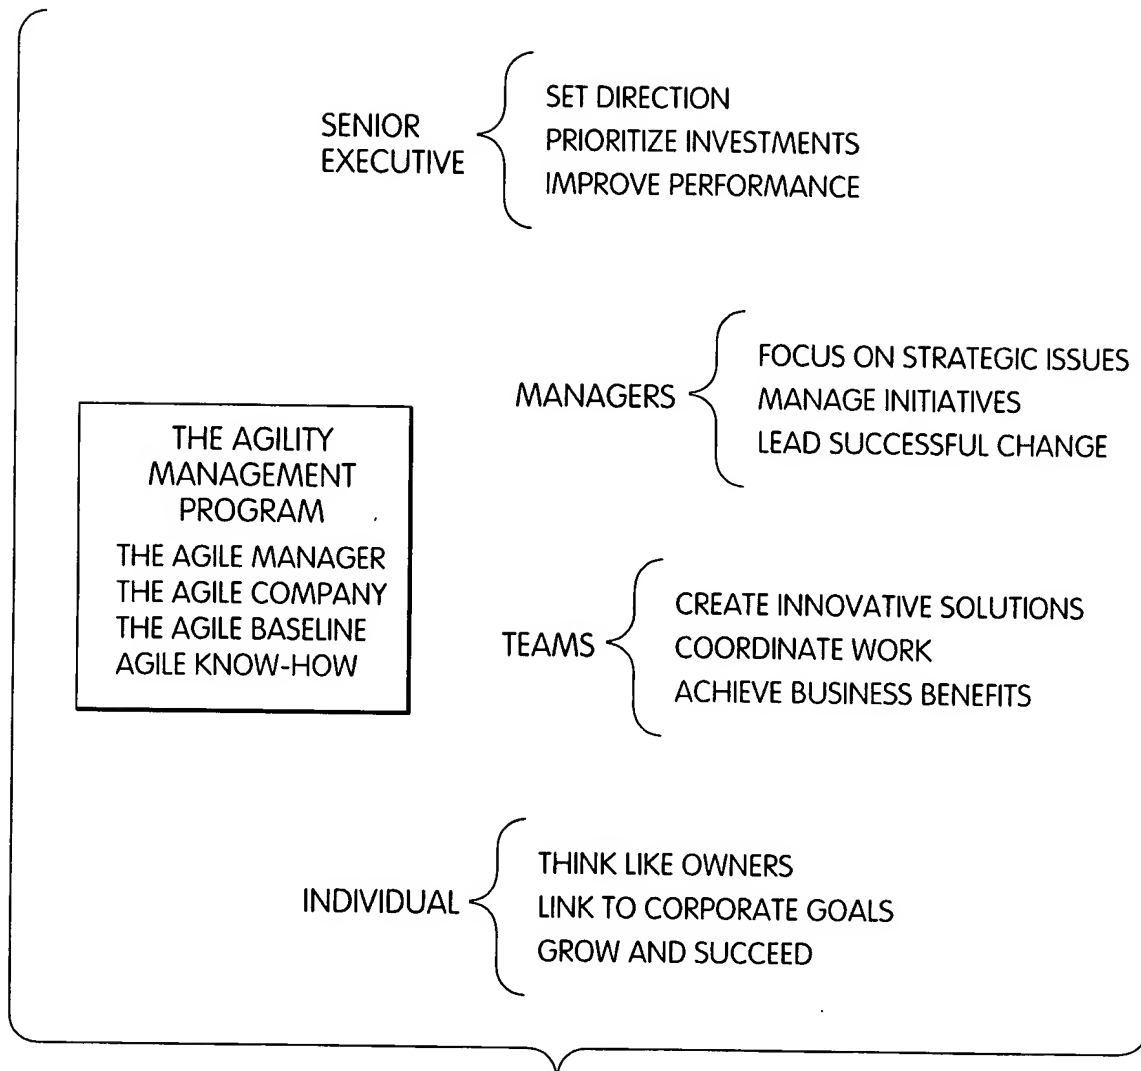 SENIOR
EXECUTIVE
SET DIRECTION
PRIORITIZE INVESTMENTS
IMPROVE PERFORMANCE
MANAGERS
FOCUS ON STRATEGIC ISSUES
MANAGE INITIATIVES
LEAD SUCCESSFUL CHANGE
THE AGILITY
MANAGEMENT
PROGRAM
THE AGILE MANAGER
THE AGILE COMPANY
THE AGILE BASELINE
AGILE KNOW-HOW
TEAMS
CREATE INNOVATIVE SOLUTIONS
COORDINATE WORK
ACHIEVE BUSINESS BENEFITS
INDIVIDUAL
THINK LIKE OWNERS
LINK TO CORPORATE GOALS
GROW AND SUCCEED